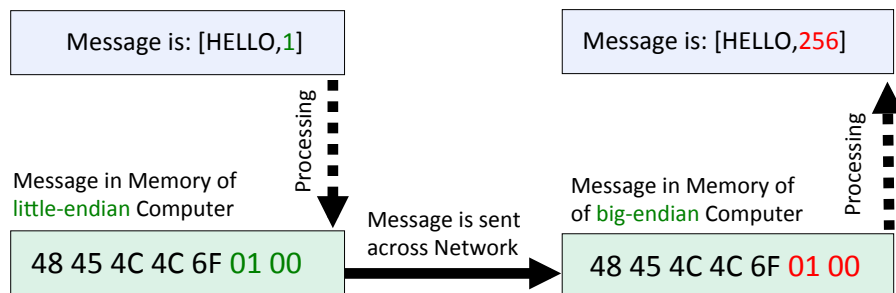 Message is: [HELLO,1]
Message is: [HELLO,256]
Processing
Processing
Message in Memory of
little-endian Computer
Message is sent
across Network
Message in Memory of
of big-endian Computer
48 45 4C 4C 6F 01 00
48 45 4C 4C 6F 01 00